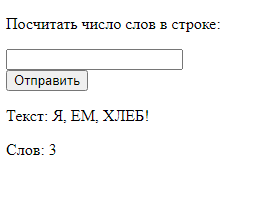 Посчитать число слов в строке:
Отправить
Текст: Я, ЕМ, ХЛЕБ!
Слов: 3